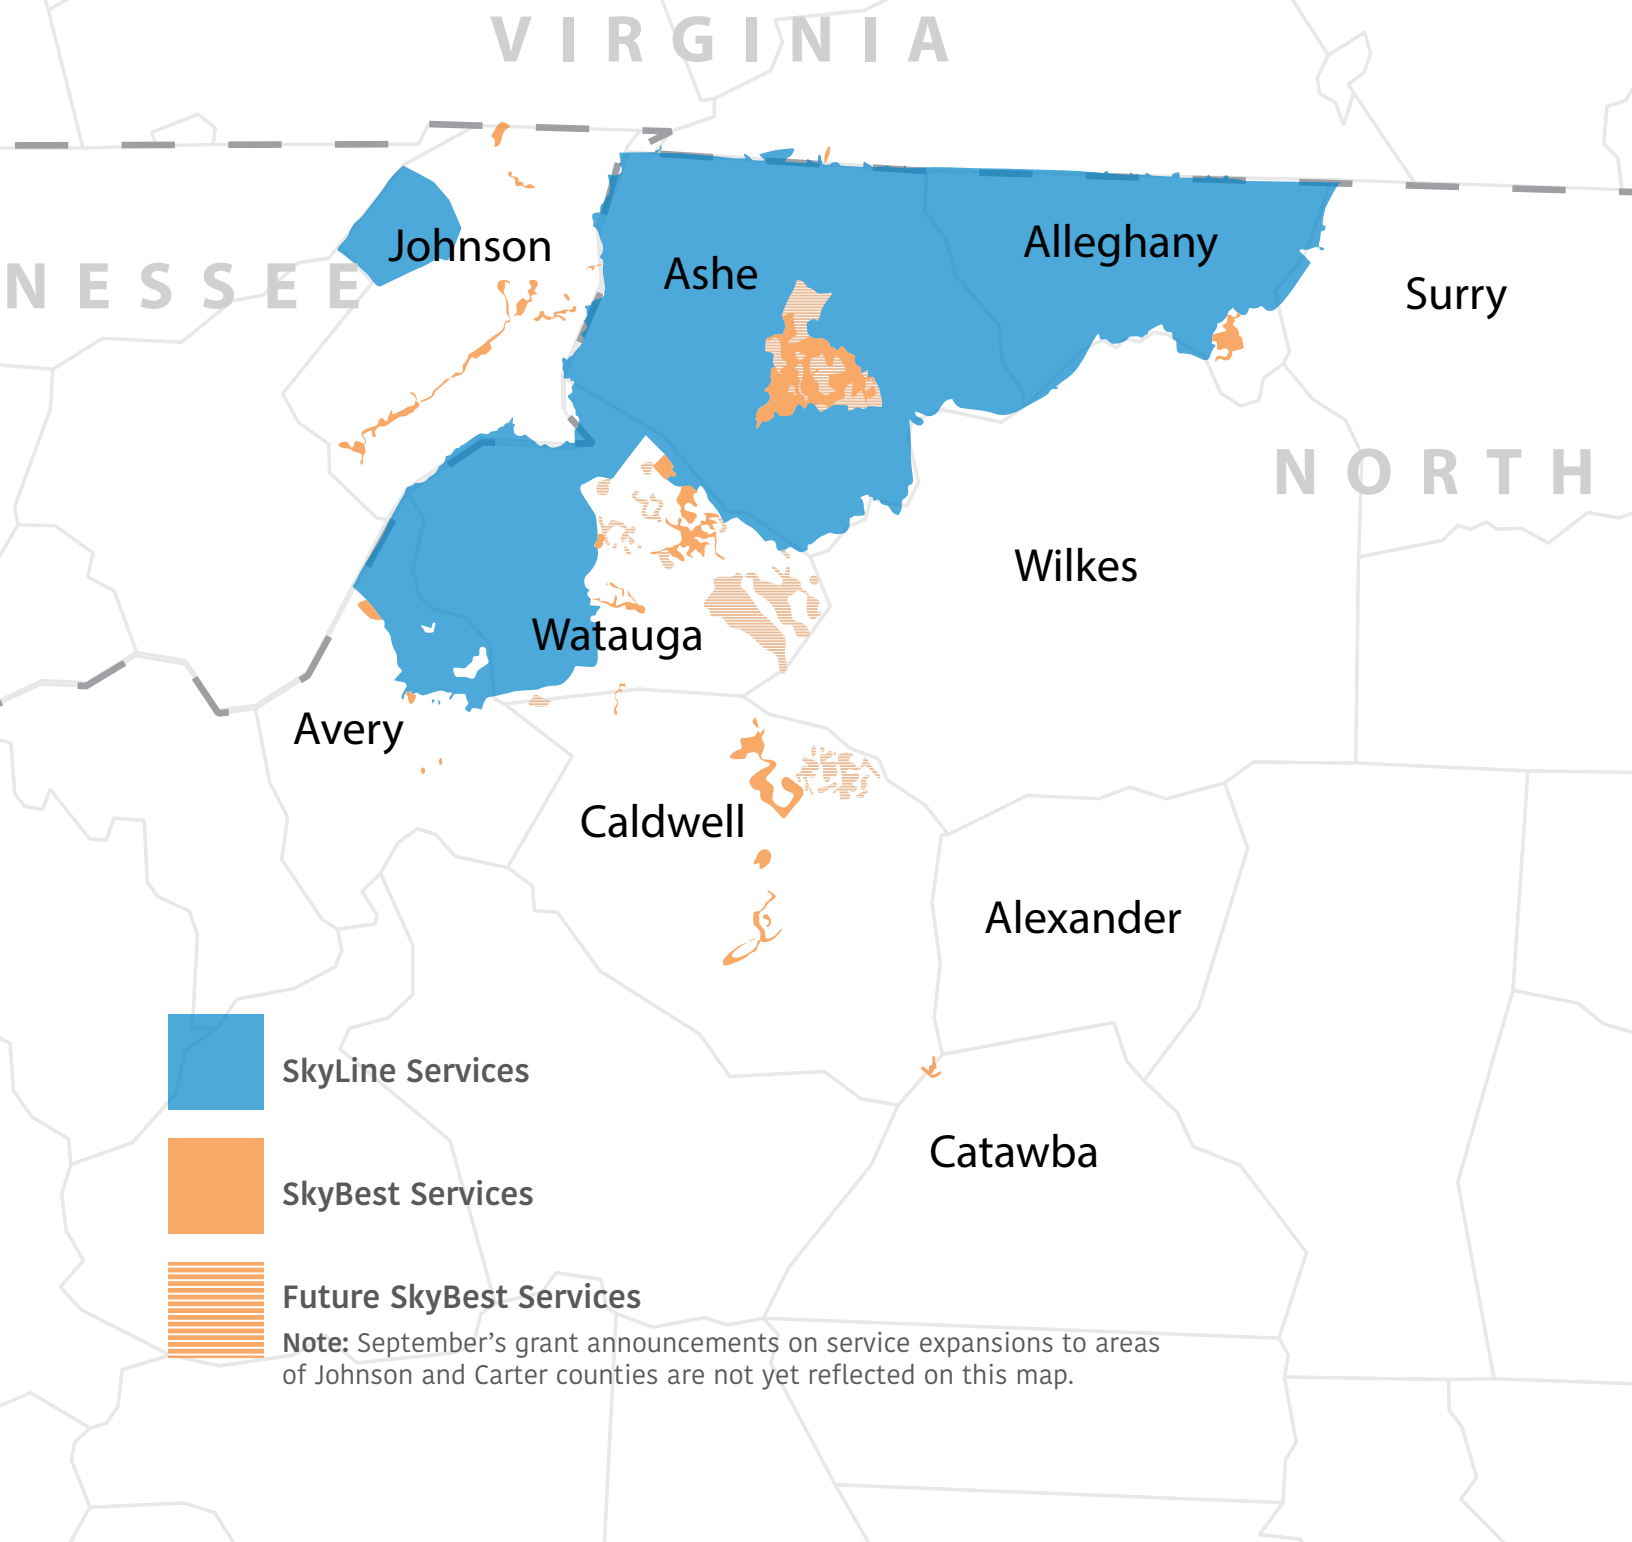 VIRGINIA
Johnson
Alleghany
Ashe
NESSEE
Surry
NORTH
Wilkes
Watauga
Avery
Caldwell
Alexander
SkyLine Services
Catawba
SkyBest Services
Future SkyBest Services
Note: September’s grant announcements on service expansions to areas
of Johnson and Carter counties are not yet reflected on this map.